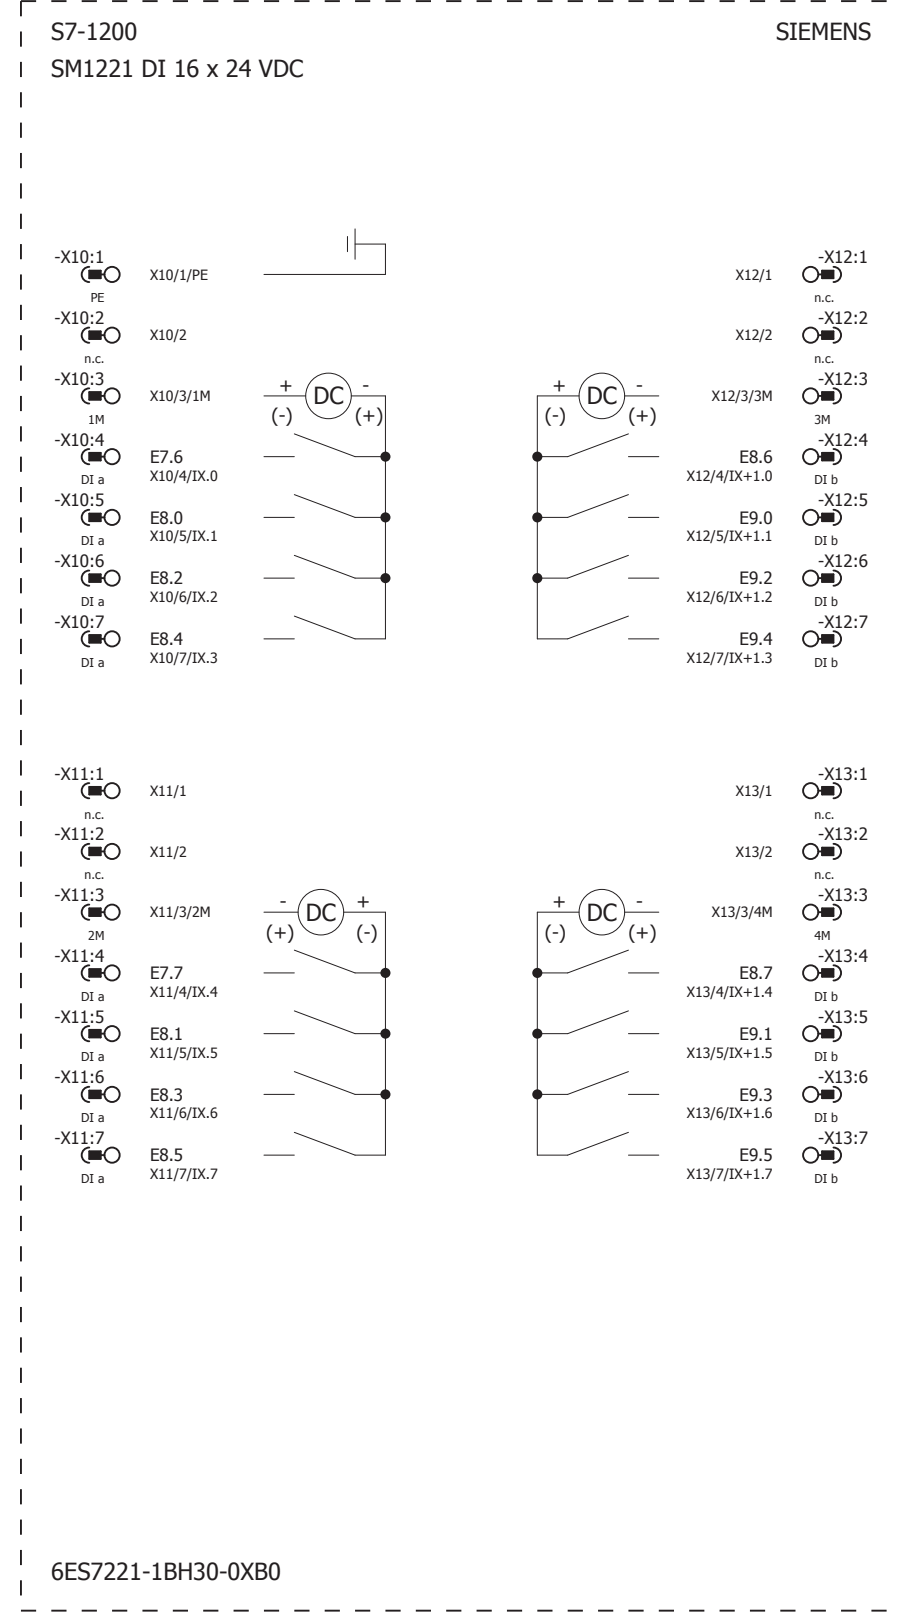 S7-1200 SIEMENS
SM1221 DI 16 x 24 VDC
-X10:1
X10/1/PE
PE
-X10:2
X10/2
n.c.
-X10:3
X10/3/1M
1M
+ DC -
(-) (+)
-X10:4
E7.6
X10/4/IX.0
DI a
-X10:5
E8.0
X10/5/IX.1
DI a
-X10:6
E8.2
X10/6/IX.2
DI a
-X10:7
E8.4
X10/7/IX.3
DI a
-X12:1
X12/1
n.c.
-X12:2
X12/2
n.c.
-X12:3
+ DC -
(-) (+)
X12/3/3M
3M
-X12:4
E8.6
X12/4/IX+1.0
DI b
-X12:5
E9.0
X12/5/IX+1.1
DI b
-X12:6
E9.2
X12/6/IX+1.2
DI b
-X12:7
E9.4
X12/7/IX+1.3
DI b
-X11:1
X11/1
n.c.
-X11:2
X11/2
n.c.
-X11:3
X11/3/2M
2M
- DC +
(+) (-)
-X11:4
E7.7
X11/4/IX.4
DI a
-X11:5
E8.1
X11/5/IX.5
DI a
-X11:6
E8.3
X11/6/IX.6
DI a
-X11:7
E8.5
X11/7/IX.7
DI a
-X13:1
X13/1
n.c.
-X13:2
X13/2
n.c.
-X13:3
+ DC -
(-) (+)
X13/3/4M
4M
-X13:4
E8.7
X13/4/IX+1.4
DI b
-X13:5
E9.1
X13/5/IX+1.5
DI b
-X13:6
E9.3
X13/6/IX+1.6
DI b
-X13:7
E9.5
X13/7/IX+1.7
DI b
6ES7221-1BH30-0XB0